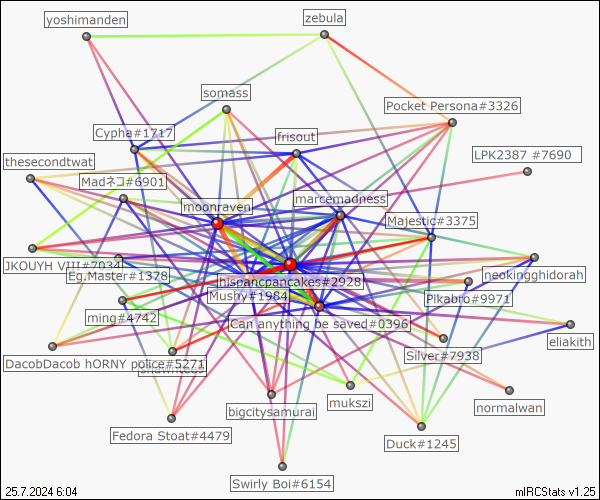 yoshimanden
zebula
somass
Pocket Persona#3326
Cypha#1717
frisout
LPK2387 #7690
thesecondtwat
Madネコ#6901
moonraven
marcemadness
Majestic#3375
JKOUYH VIII#7034
Eg.Master#1378
hispancpancakes#2928
neokingghidorah
Mushy#1984
Pikabro#9971
ming#4742
Can anything be saved#0396
eliakith
Silver#7938
DacobDacob hORNY police#5271
mukszi
normalwan
bigcitysamurai
Fedora Stoat#4479
Duck#1245
Swirly Boi#6154
25.7.2024 6:04
mIRCStats v1.25